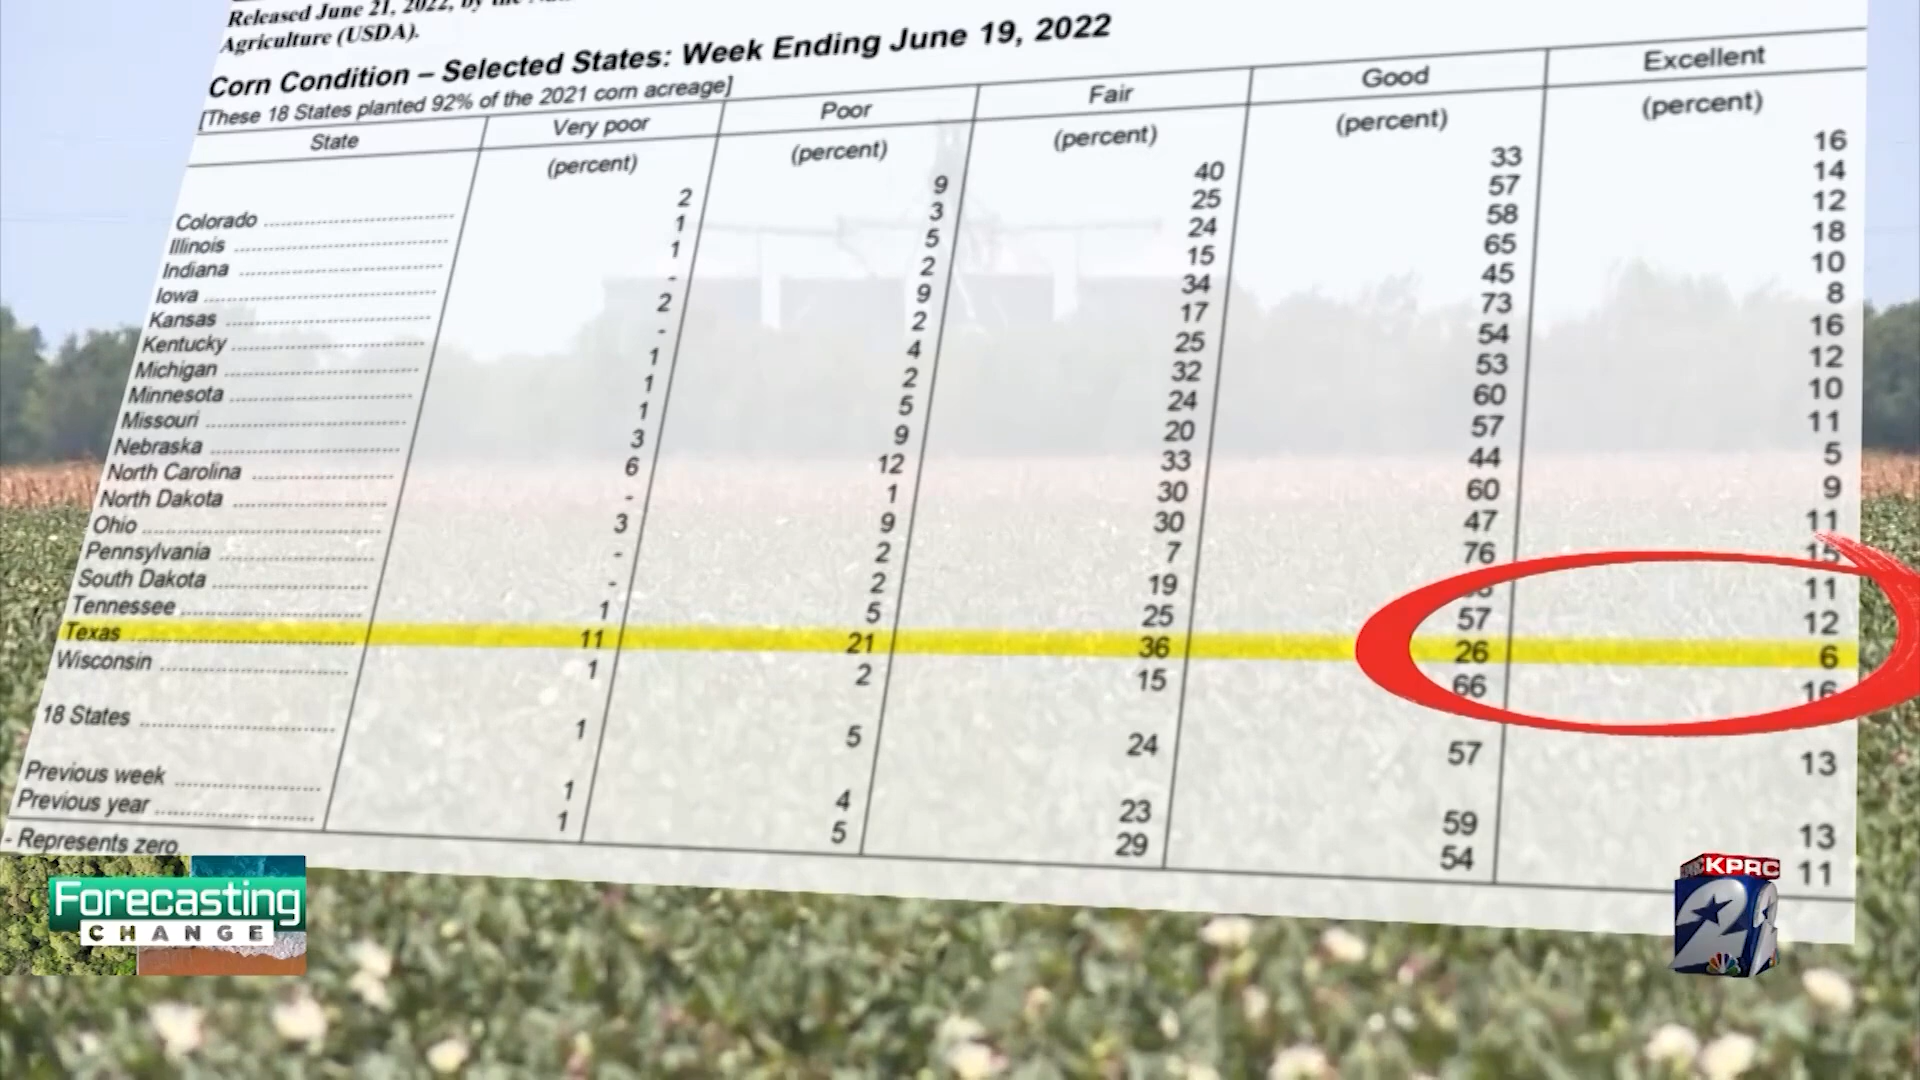 Released June 21, 2022, by the
Agriculture (USDA).
Corn Condition – Selected States: Week Ending June 19, 2022
[These 18 States planted 92% of the 2021 corn acreage]
State Very poor Poor Fair Good Excellent
(percent) (percent) (percent) (percent) (percent)
Colorado 2 9 40 33 16
Illinois 1 3 25 57 14
Indiana 1 5 24 58 12
Iowa - 2 15 65 18
Kansas 2 9 34 45 10
Kentucky - 2 17 73 8
Michigan 1 4 25 54 16
Minnesota 1 2 32 53 12
Missouri 1 5 24 60 10
Nebraska 3 9 20 57 11
North Carolina 6 12 33 44 5
North Dakota - 1 30 60 9
Ohio 3 9 30 47 11
Pennsylvania - 2 7 76 15
South Dakota - 2 19 11
Tennessee 1 5 25 57 12
Texas 11 21 36 26 6
Wisconsin 1 2 15 66 16
18 States 1 5 24 57 13
Previous week 1 4 23 59 13
Previous year 1 5 29 54 11
- Represents zero
Forecasting
CHANGE
KPRC
2